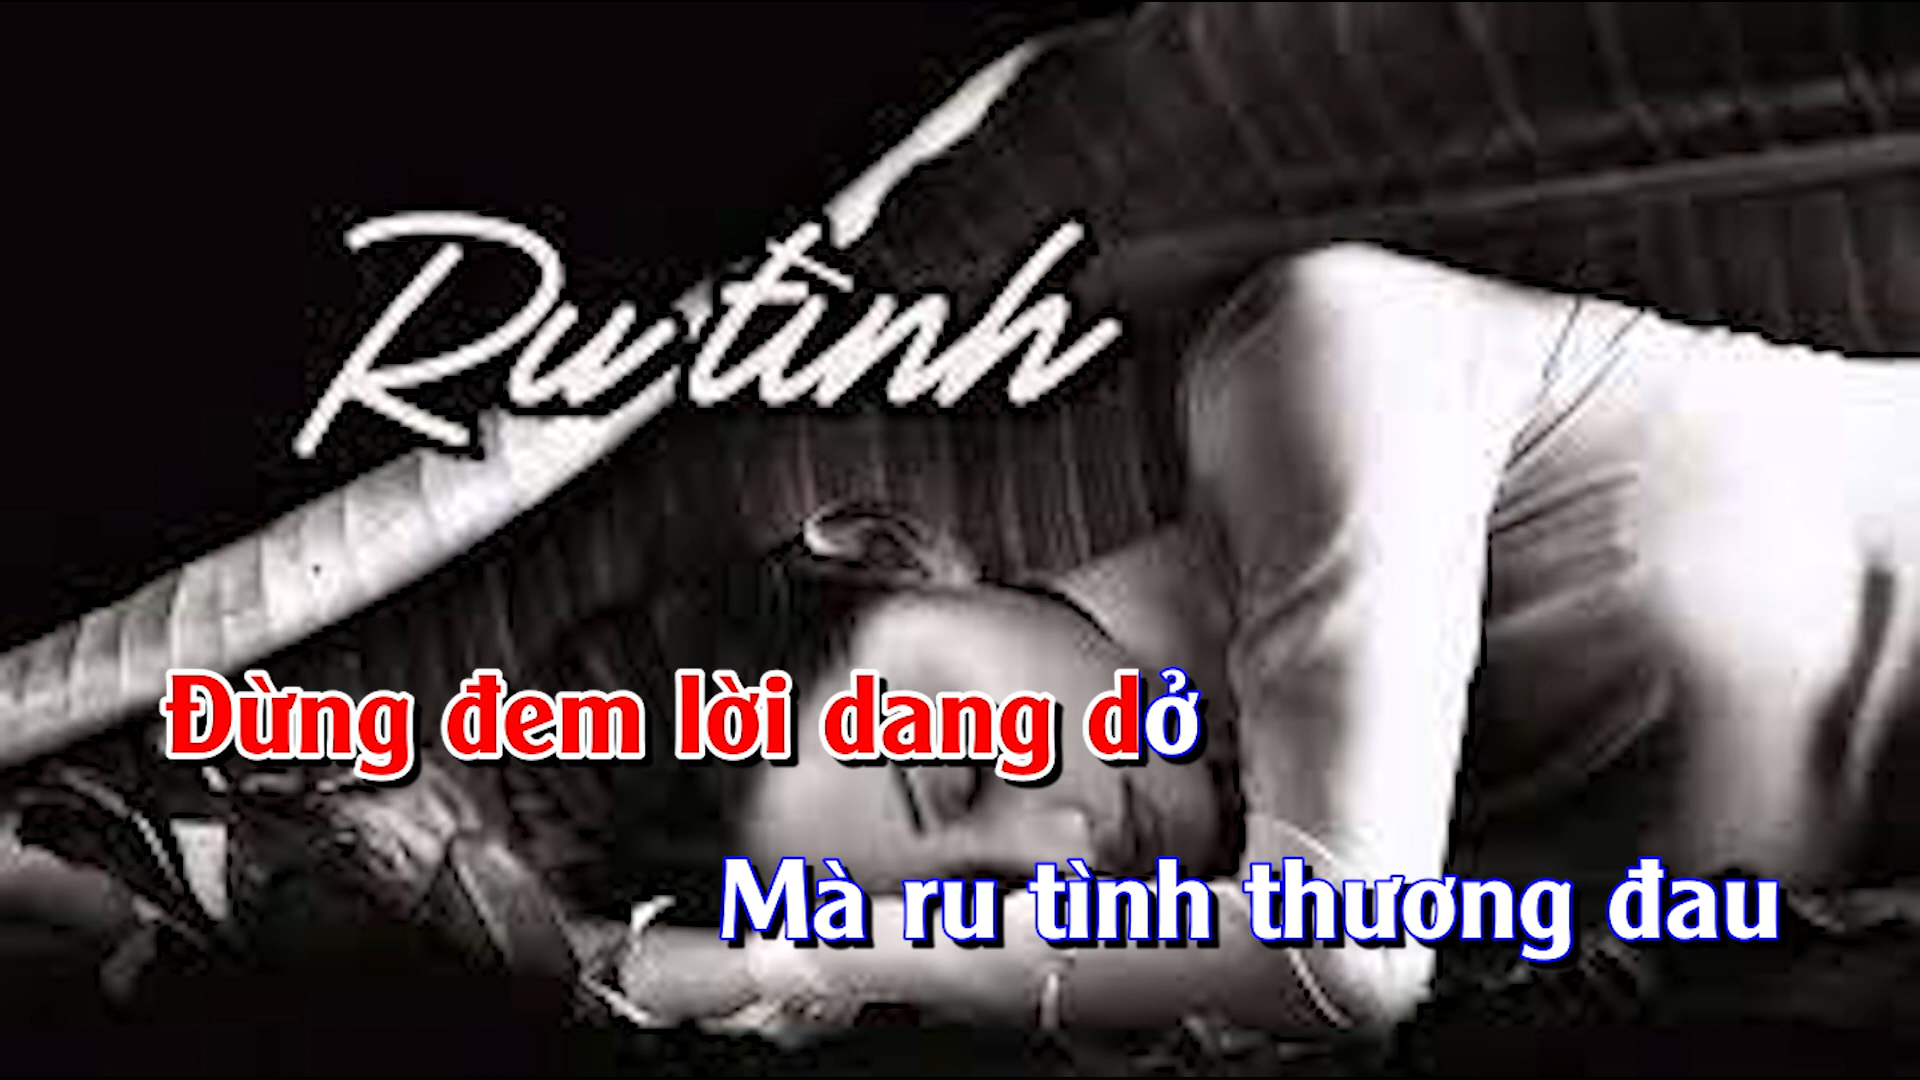 Ru tình
Đừng đem lời dang dở
Mà ru tình thương đau